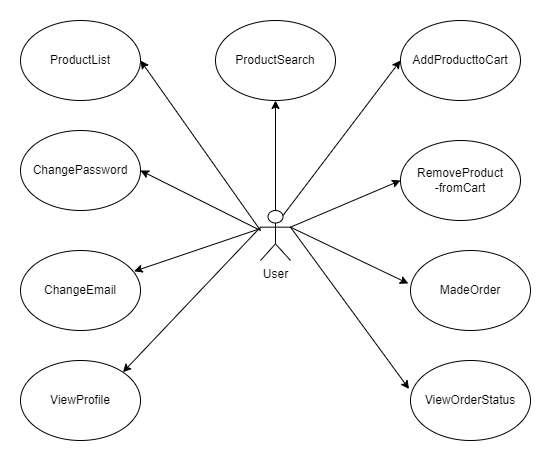 ProductList
ProductSearch
AddProducttoCart
ChangePassword
RemoveProduct
-fromCart
ChangeEmail
User
MadeOrder
ViewProfile
ViewOrderStatus